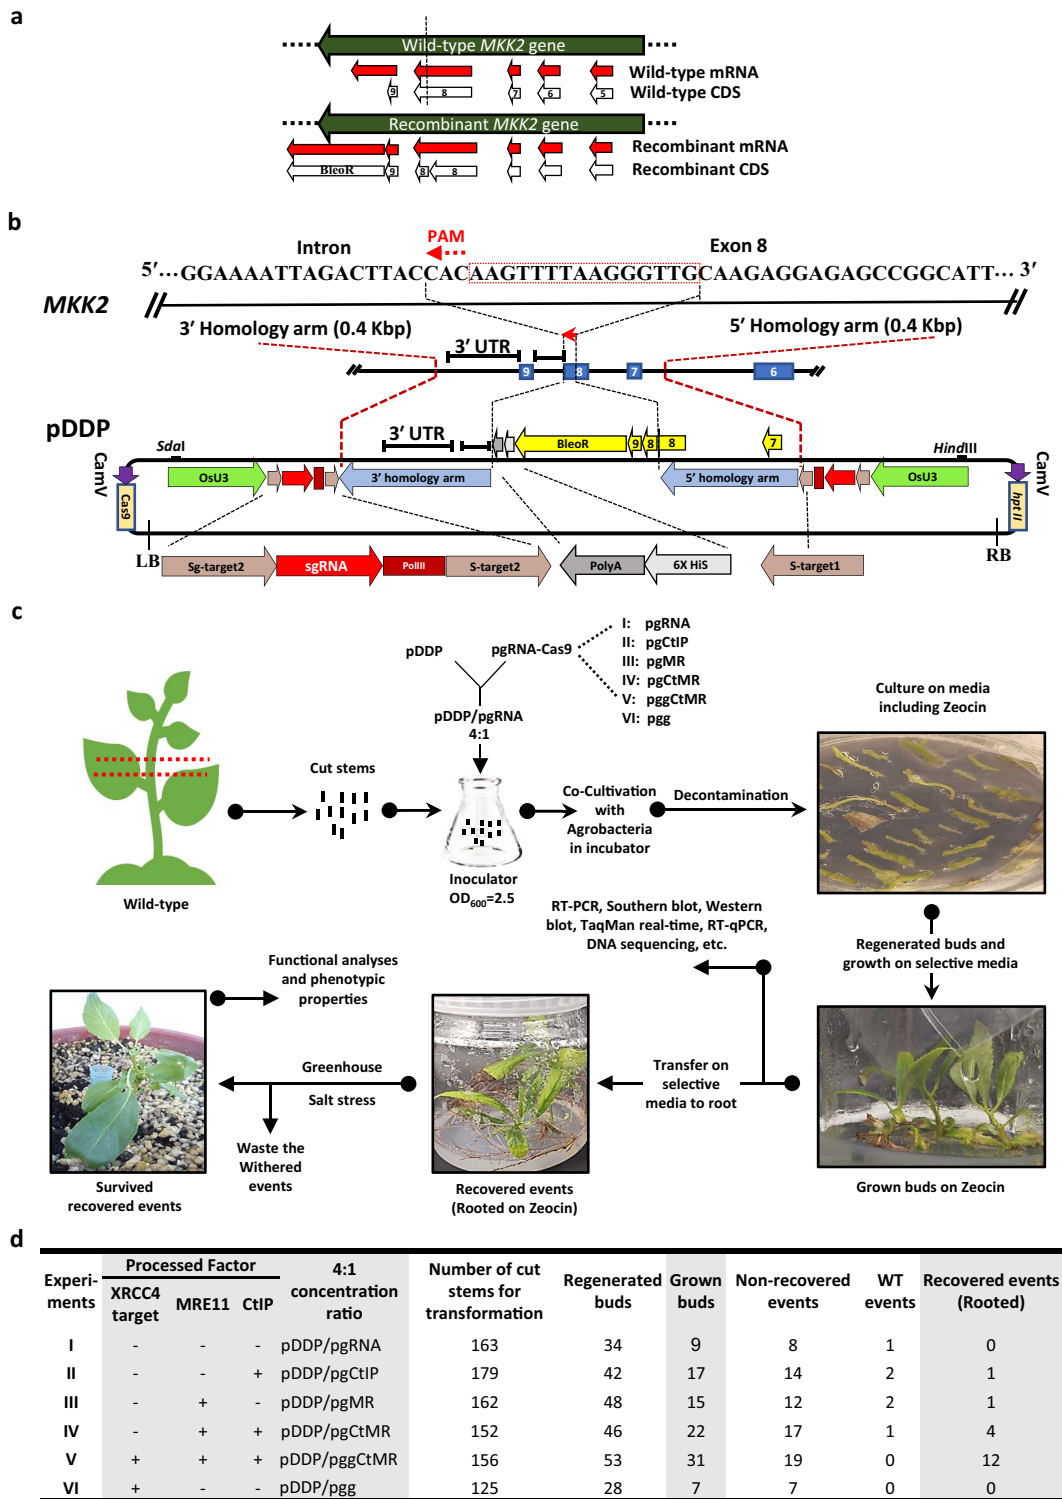 a
Wild-type MKK2 gene
Wild-type mRNA
9 8 7 6 5 Wild-type CDS
Recombinant MKK2 gene
Recombinant mRNA
BleoR 9 8 8 Recombinant CDS
b
PAM
Intron Exon 8
5′...GGAAAATTAGACTTACCACAAGTTTTAAGGGTTGCAAGAGGAGAGCCGGCATT... 3′
MKK2
3′ Homology arm (0.4 Kbp) 5′ Homology arm (0.4 Kbp)
3′ UTR
9 8 7 6
pDDP
SdaI 3′ UTR BleoR 9 8 8 7 HindIII
CamV OsU3 3′ homology arm 5′ homology arm OsU3 CamV
Cas9 hpt II
LB RB
Sg-target2 sgRNA PolIII S-target2 PolyA 6X HiS S-target1
c
pDDP pgRNA-Cas9
I: pgRNA
II: pgCtIP
III: pgMR
IV: pgCtMR
V: pggCtMR
VI: pgg
pDDP/pgRNA
4:1
Culture on media
including Zeocin
Cut stems
Co-Cultivation
with
Agrobacteria
in incubator
Decontamination
Wild-type
Inoculator
OD600=2.5
RT-PCR, Southern blot, Western
blot, TaqMan real-time, RT-qPCR,
DNA sequencing, etc.
Regenerated buds and
growth on selective media
Functional analyses
and phenotypic
properties
Greenhouse
Salt stress
Transfer on
selective
media to root
Waste the
Withered
events
Survived
recovered events
Recovered events
(Rooted on Zeocin)
Grown buds on Zeocin
d
Experi-
ments
Processed Factor
XRCC4
target
MRE11
CtIP
4:1
concentration
ratio
Number of cut
stems for
transformation
Regenerated
buds
Grown
buds
Non-recovered
events
WT
events
Recovered events
(Rooted)
I - - - pDDP/pgRNA 163 34 9 8 1 0
II - - + pDDP/pgCtIP 179 42 17 14 2 1
III - + - pDDP/pgMR 162 48 15 12 2 1
IV - + + pDDP/pgCtMR 152 46 22 17 1 4
V + + + pDDP/pggCtMR 156 53 31 19 0 12
VI + - - pDDP/pgg 125 28 7 7 0 0